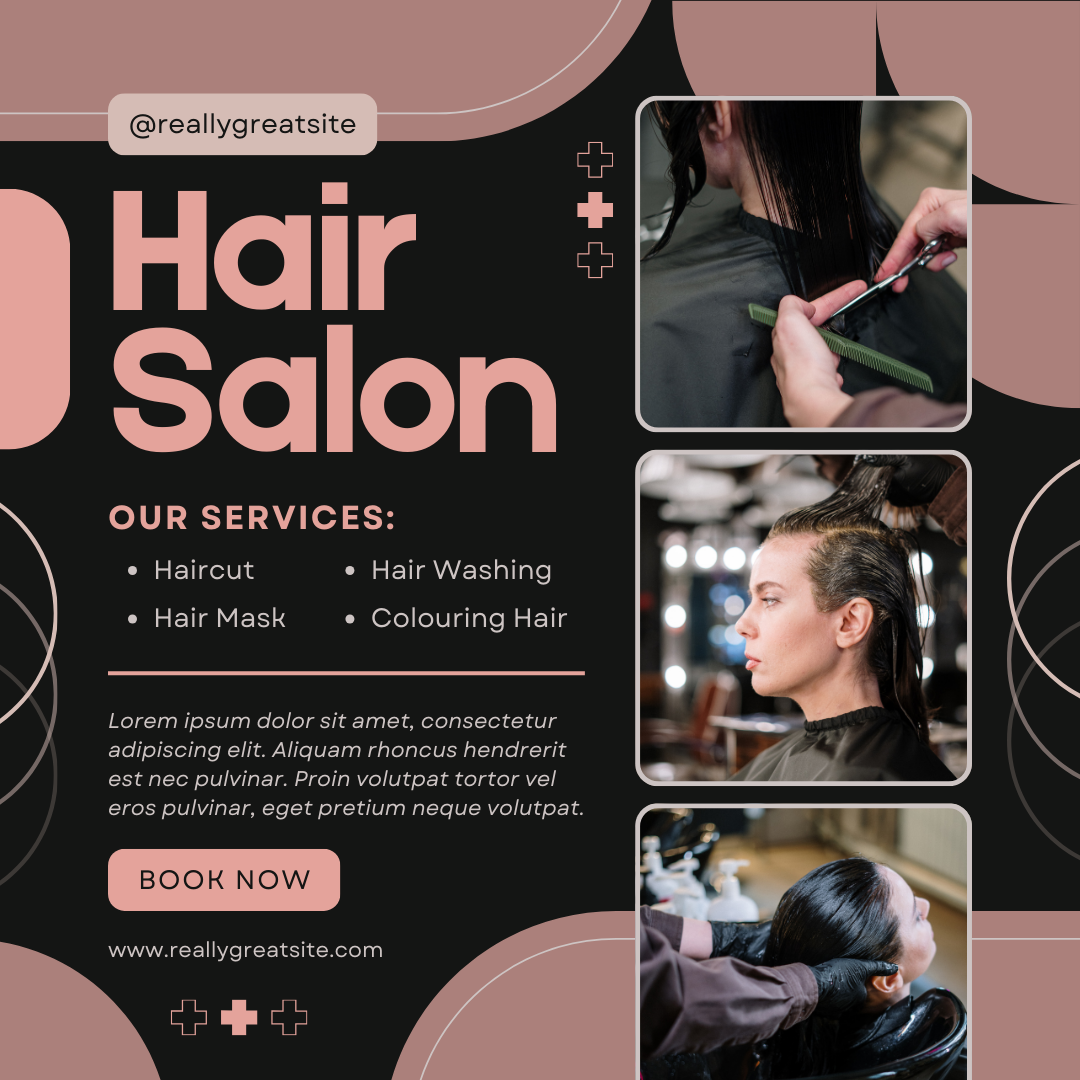 @reallygreatsite
Hair
Salon
OUR SERVICES:
• Haircut
• Hair Mask
• Hair Washing
• Colouring Hair
Lorem ipsum dolor sit amet, consectetur
adipiscing elit. Aliquam rhoncus hendrerit
est nec pulvinar. Proin volutpat tortor vel
eros pulvinar, eget pretium neque volutpat.
BOOK NOW
www.reallygreatsite.com